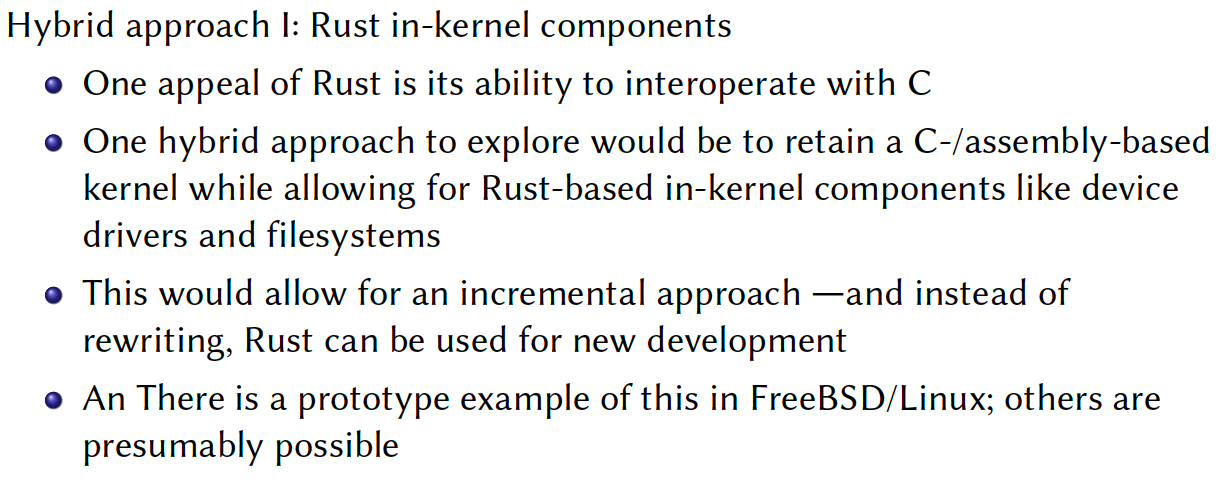 Hybrid approach I: Rust in-kernel components
One appeal of Rust is its ability to interoperate with C
One hybrid approach to explore would be to retain a C-/assembly-based
kernel while allowing for Rust-based in-kernel components like device
drivers and filesystems
This would allow for an incremental approach —and instead of
rewriting, Rust can be used for new development
An There is a prototype example of this in FreeBSD/Linux; others are
presumably possible